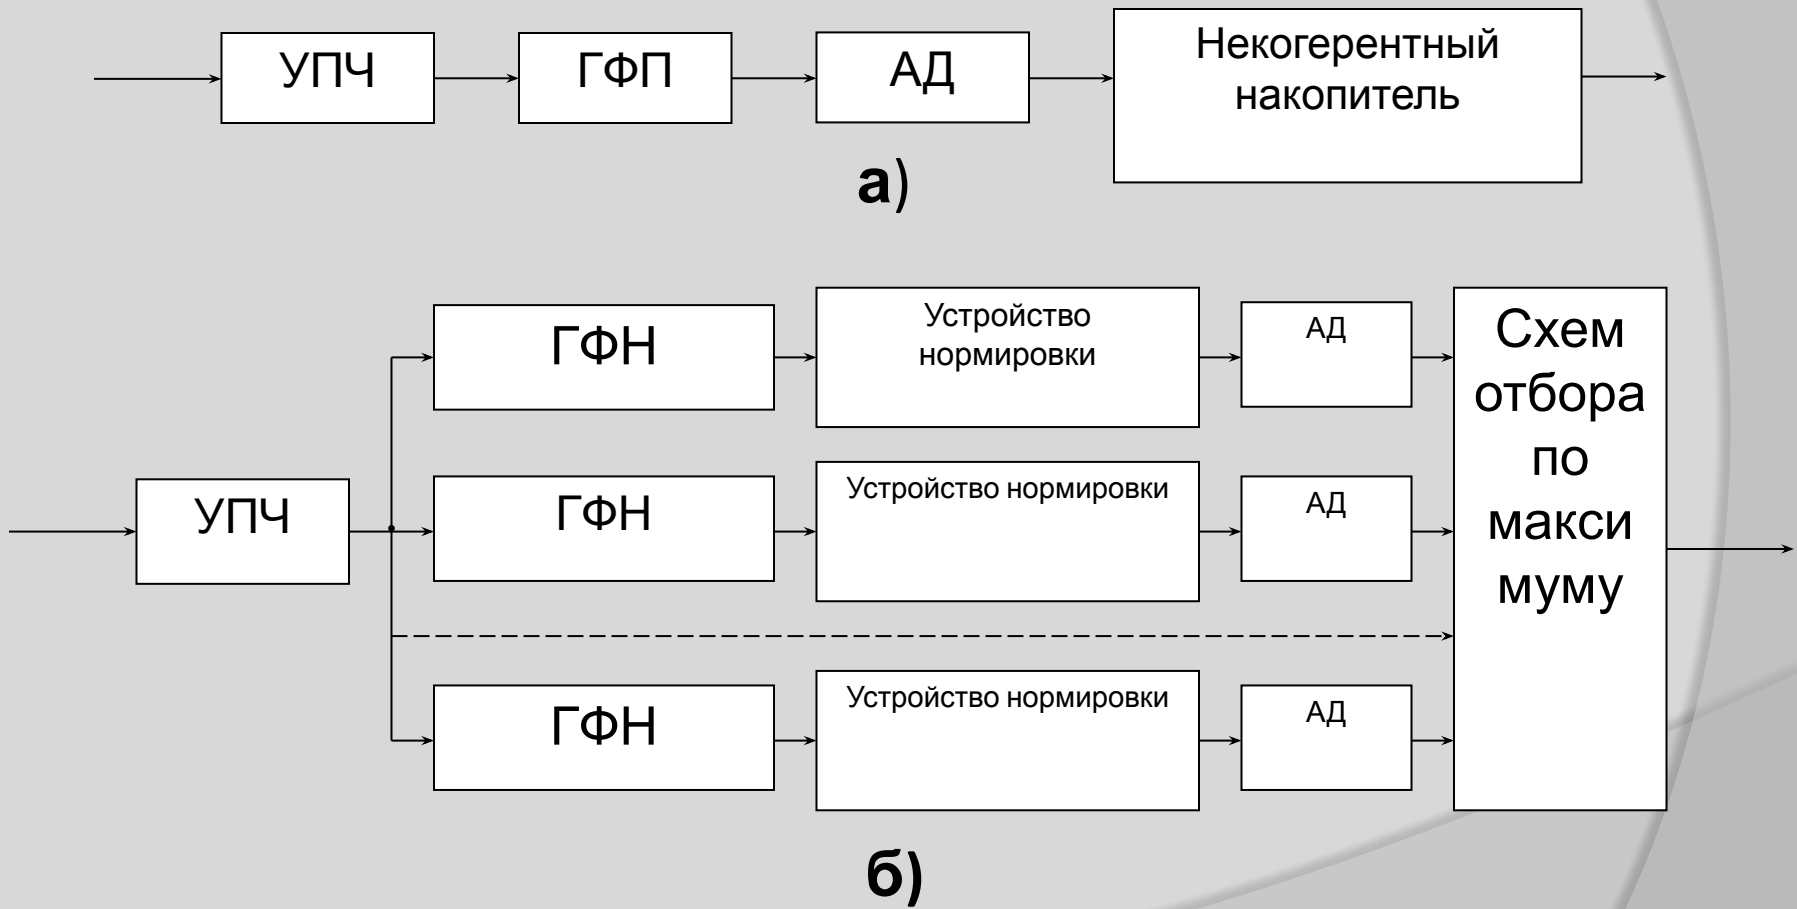 УПЧ
ГФП
АД
Некогерентный
накопитель
а)
ГФН
Устройство
нормировки
АД
Схем
отбора
по
макси
муму
УПЧ
ГФН
Устройство нормировки
АД
ГФН
Устройство нормировки
АД
б)